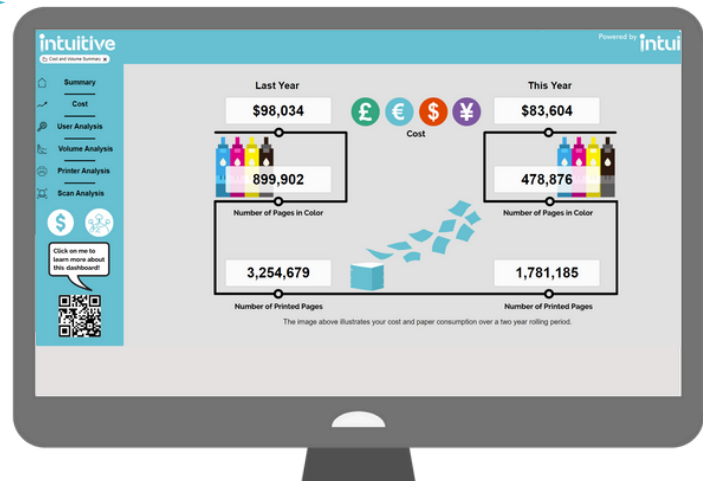 intuitive
Powered by intui
Cost and Volume Summary x
Summary
Cost
User Analysis
Volume Analysis
Printer Analysis
Scan Analysis
$
Click on me to
learn more about
this dashboard!
Last Year
This Year
$98,034
£ € $ ¥
$83,604
Cost
899,902
478,876
Number of Pages in Color
Number of Pages in Color
3,254,679
1,781,185
Number of Printed Pages
Number of Printed Pages
The image above illustrates your cost and paper consumption over a two year rolling period.